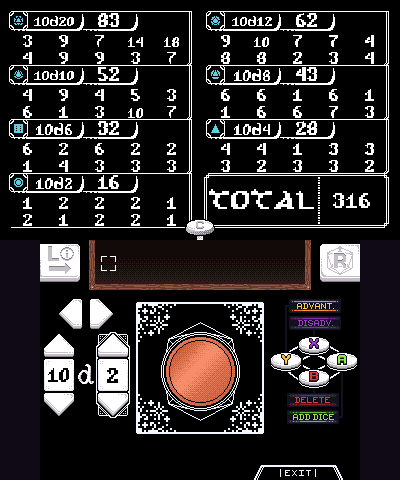 10d20 83
3 9 7 14 18
4 9 9 3 7
10d12 62
9 10 7 7 4
8 8 2 3 4
10d10 52
4 9 4 5 3
6 1 3 10 7
10d8 43
6 6 1 6 1
1 6 6 7 3
10d6 32
6 2 6 2 2
1 4 3 3 3
10d4 28
4 4 1 3 3
3 2 3 3 2
10d2 16
1 2 2 2 1
2 1 2 2 1
TOTAL 316
C
L
R
ADVANT.
DISADV.
X
Y A
B
10 d 2
DELETE
ADD DICE
EXIT